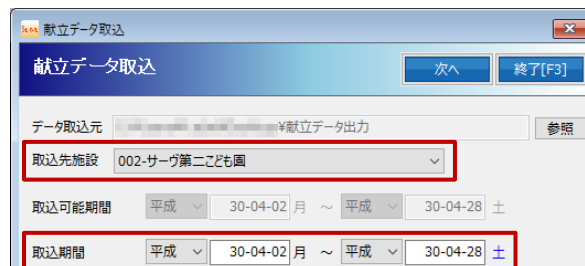 献立データ取込
献立データ取込 次へ 終了[F3]
データ取込元 ¥献立データ出力 参照
取込先施設 002-サーヴ第二こども園
取込可能期間 平成 30-04-02 月 ～ 平成 30-04-28 土
取込期間 平成 30-04-02 月 ～ 平成 30-04-28 土